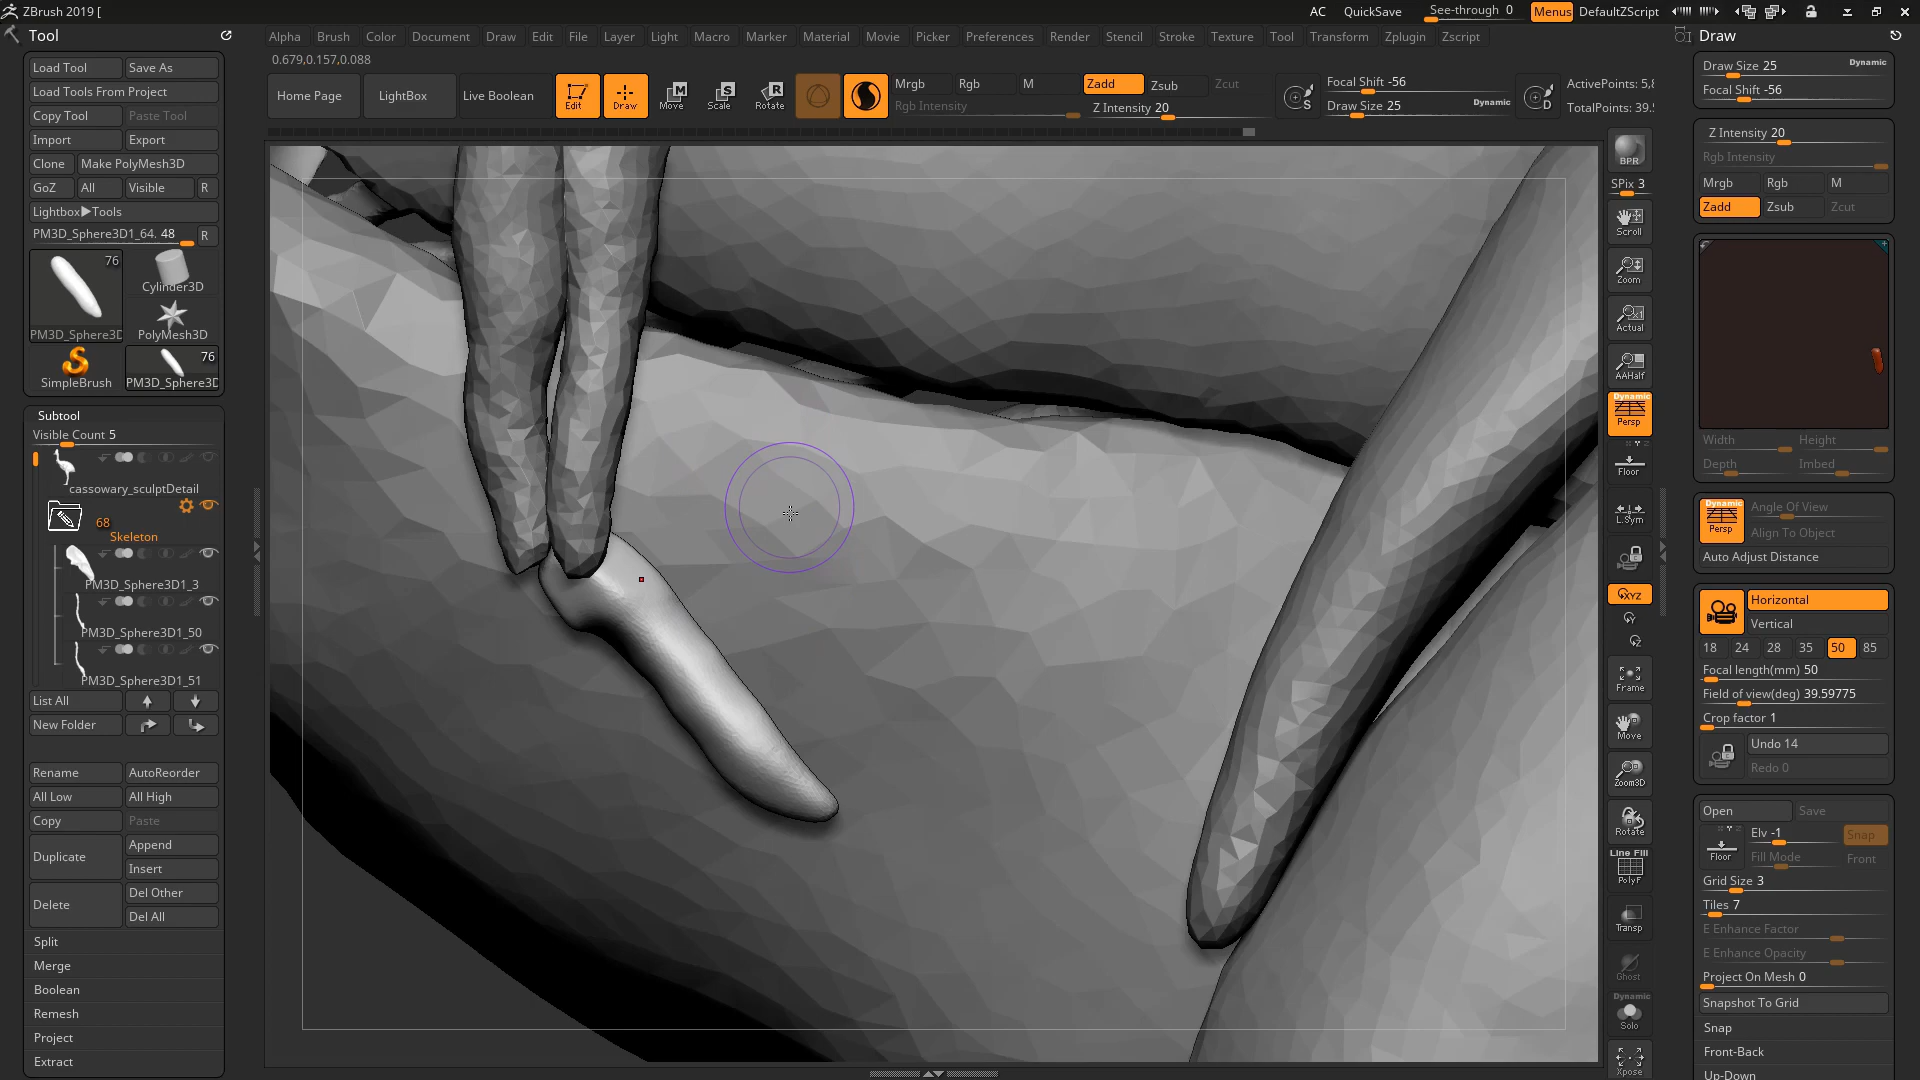 ZBrush 2019 [
AC QuickSave See-through 0 Menus DefaultZScript
Tool
Alpha Brush Color Document Draw Edit File Layer Light Macro Marker Material Movie Picker Preferences Render Stencil Stroke Texture Tool Transform Zplugin Zscript
Draw
0.679,0.157,0.088
Home Page LightBox Live Boolean Edit Draw Move Scale Rotate
Mrgb Rgb M Zadd Zsub Zcut
Rgb Intensity Z Intensity 20
Focal Shift -56
Draw Size 25 Dynamic
ActivePoints: 5,8
TotalPoints: 39.
Load Tool Save As
Load Tools From Project
Copy Tool Paste Tool
Import Export
Clone Make PolyMesh3D
GoZ All Visible R
Lightbox▶Tools
PM3D_Sphere3D1_64. 48 R
76
Cylinder3D
PM3D_Sphere3D PolyMesh3D
76
SimpleBrush PM3D_Sphere3D
Subtool
Visible Count 5
cassowary_sculptDetail
68
Skeleton
PM3D_Sphere3D1_3
PM3D_Sphere3D1_50
PM3D_Sphere3D1_51
List All
New Folder
Rename AutoReorder
All Low All High
Copy Paste
Duplicate Append
Insert
Delete Del Other
Del All
Split
Merge
Boolean
Remesh
Project
Extract
BPR
SPix 3
Scroll
Zoom
Actual
AAHalf
Dynamic
Persp
Floor
L.Sym
XYZ
Y
Z
Frame
Move
Zoom3D
Rotate
Line Fill
PolyF
Transp
Ghost
Dynamic
Solo
Xpose
Draw Size 25 Dynamic
Focal Shift -56
Z Intensity 20
Rgb Intensity
Mrgb Rgb M
Zadd Zsub Zcut
Width Height
Depth Imbed
Dynamic
Persp
Angle Of View
Align To Object
Auto Adjust Distance
Horizontal
Vertical
18 24 28 35 50 85
Focal length(mm) 50
Field of view(deg) 39.59775
Crop factor 1
Undo 14
Redo 0
Open Save
Floor Elv -1 Snap
Fill Mode Front
Grid Size 3
Tiles 7
E Enhance Factor
E Enhance Opacity
Project On Mesh 0
Snapshot To Grid
Snap
Front-Back
Up-Down